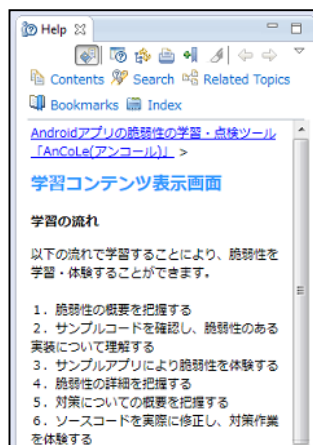 Help
Contents Search Related Topics
Bookmarks Index
Androidアプリの脆弱性の学習・点検ツール
「AnCoLe(アンコール)」 >
学習コンテンツ表示画面
学習の流れ
以下の流れで学習することにより、脆弱性を
学習・体験することができます。
1．脆弱性の概要を把握する
2．サンプルコードを確認し、脆弱性のある
実装について理解する
3．サンプルアプリにより脆弱性を体験する
4．脆弱性の詳細を把握する
5．対策についての概要を把握する
6．ソースコードを実際に修正し、対策作業
を体験する